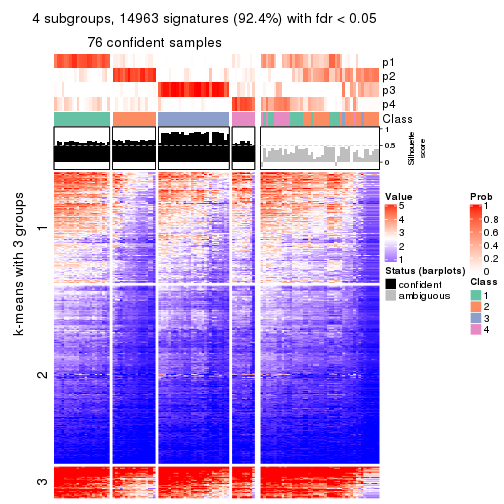 4 subgroups, 14963 signatures (92.4%) with fdr < 0.05
76 confident samples
p1
p2
p3
p4
Class
1
0.5
0
Silhouette
score
k-means with 3 groups
1
2
3
Value
5
4
3
2
1
Status (barplots)
confident
ambiguous
Prob
1
0.8
0.6
0.4
0.2
0
Class
1
2
3
4